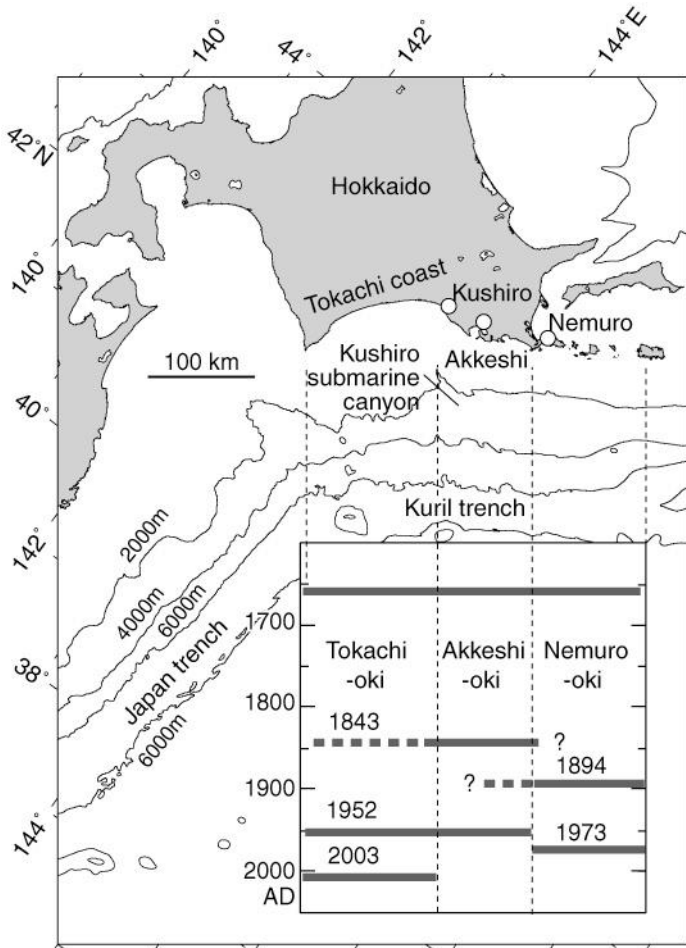 140°
44°
142°
144°E
42°N
Hokkaido
140°
Tokachi coast
Kushiro
Nemuro
100 km
Kushiro
submarine
canyon
Akkeshi
40°
Kuril trench
142°
2000m
4000m
6000m
Japan trench
6000m
38°
144°
1700
Tokachi
-oki
Akkeshi
-oki
Nemuro
-oki
1800
1843
?
?
1894
1900
1952
1973
2003
2000
AD